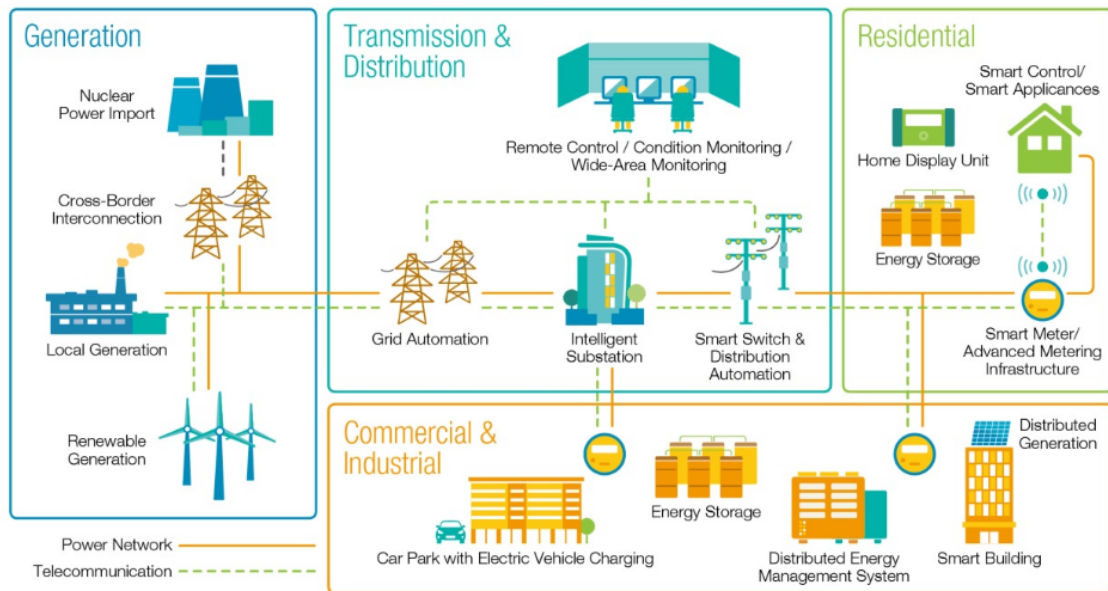 Generation
Nuclear
Power Import
Cross-Border
Interconnection
Local Generation
Renewable
Generation
Power Network
Telecommunication
Transmission &
Distribution
Remote Control / Condition Monitoring /
Wide-Area Monitoring
Grid Automation
Intelligent
Substation
Smart Switch &
Distribution
Automation
Residential
Smart Control/
Smart Applicances
Home Display Unit
Energy Storage
Smart Meter/
Advanced Metering
Infrastructure
Commercial &
Industrial
Car Park with Electric Vehicle Charging
Energy Storage
Distributed Energy
Management System
Distributed
Generation
Smart Building